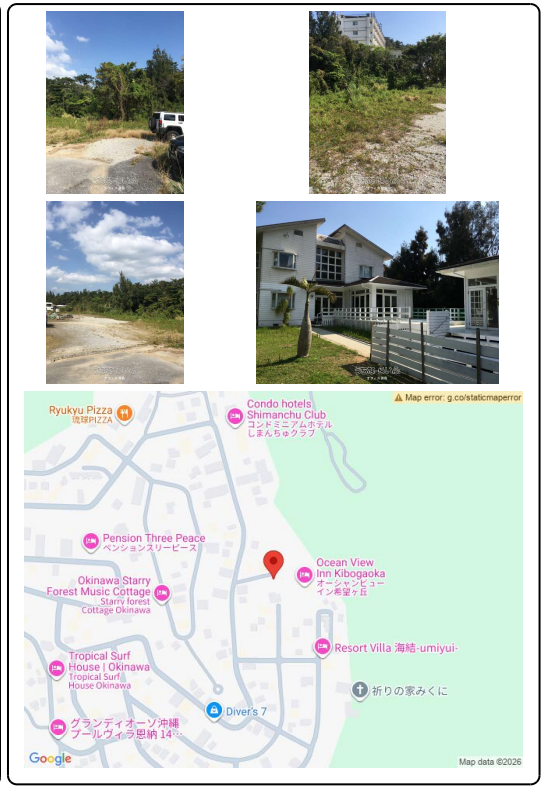 Map error: g.co/staticmaperror
Ryukyu Pizza
琉球PIZZA
Condo hotels
Shimanchu Club
コンドミニアムホテル
しまんちゅクラブ
Pension Three Peace
ペンションスリーピース
Ocean View
Inn Kibogaoka
オーシャンビュー
イン希望ヶ丘
Okinawa Starry
Forest Music Cottage
Starry forest
Cottage Okinawa
Resort Villa 海結-umiyui-
Tropical Surf
House | Okinawa
Tropical Surf
House Okinawa
祈りの家みくに
Diver's 7
グランディオーソ沖縄
プールヴィラ恩納 14…
Google
Map data ©2026